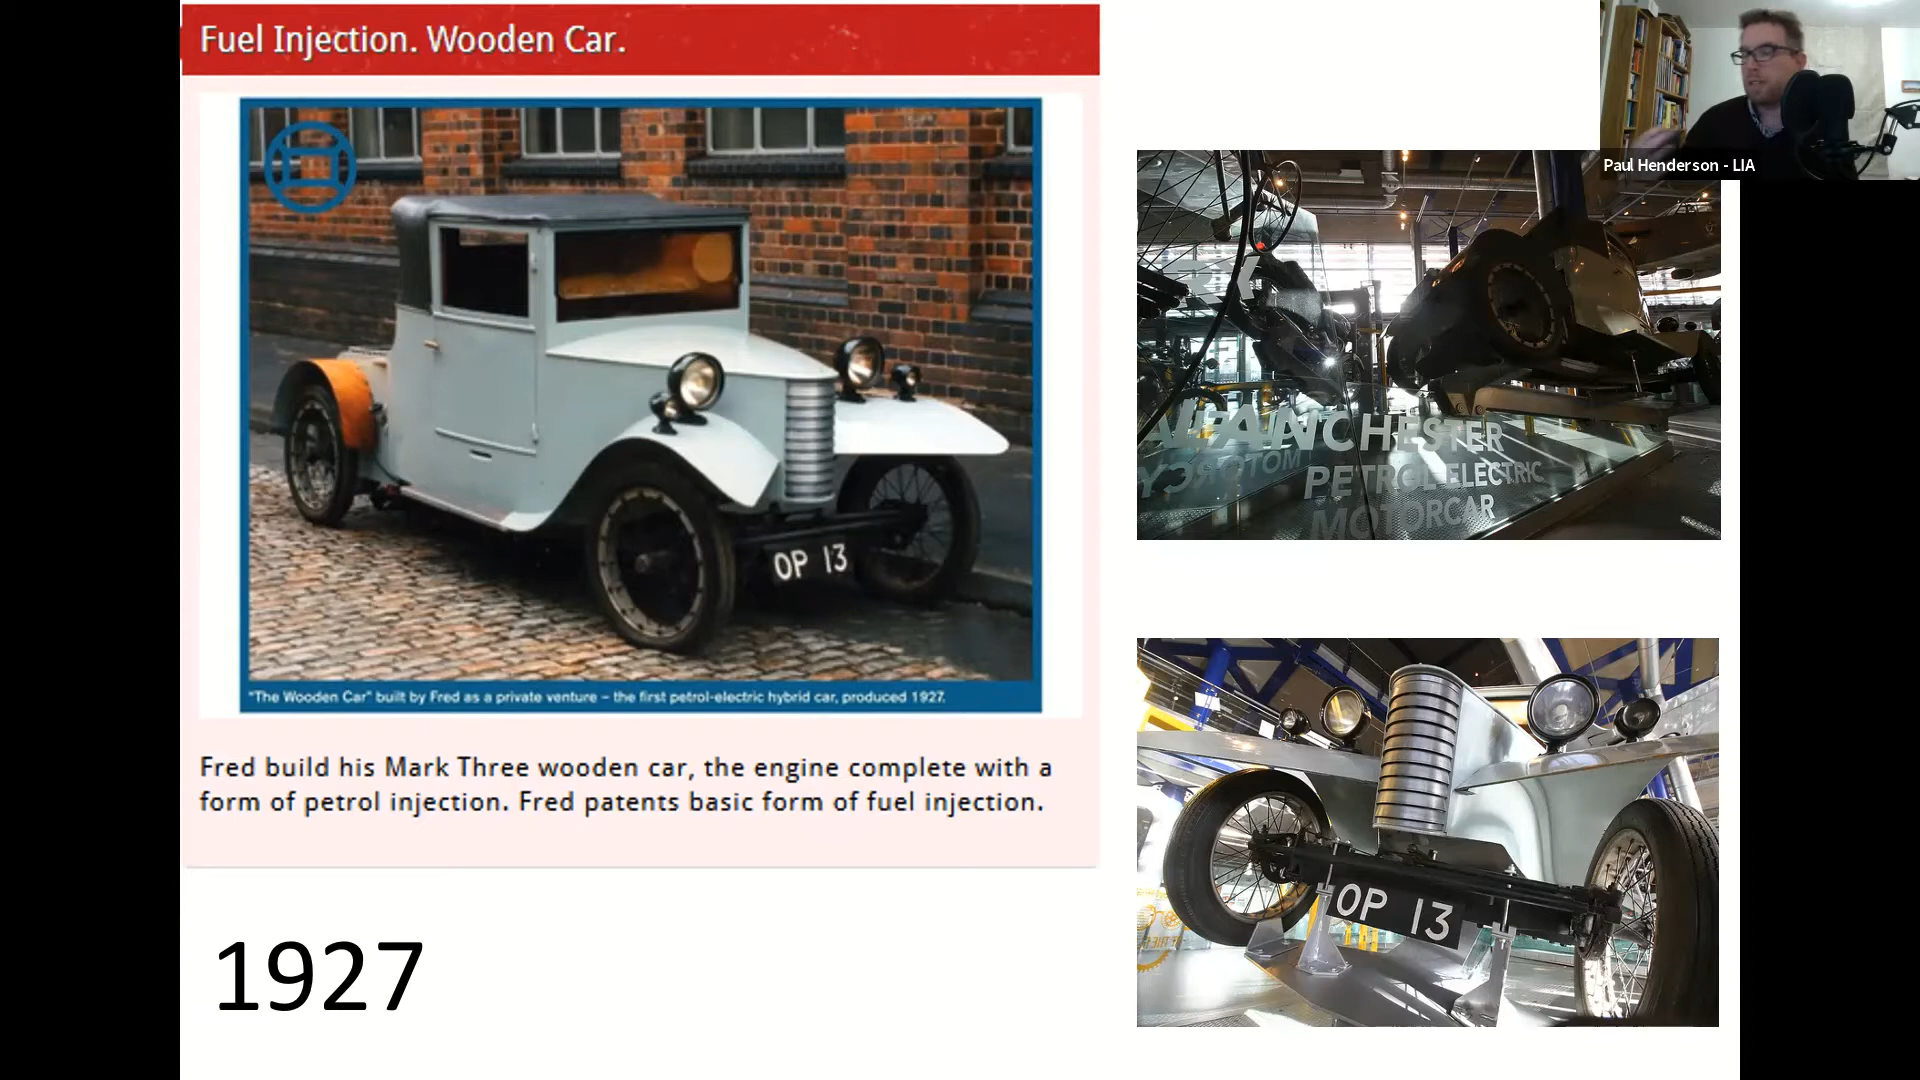 Fuel Injection. Wooden Car.
OP 13
"The Wooden Car" built by Fred as a private venture – the first petrol-electric hybrid car, produced 1927.
Fred build his Mark Three wooden car, the engine complete with a
form of petrol injection. Fred patents basic form of fuel injection.
1927
Paul Henderson - LIA
LANCHESTER
PETROL-ELECTRIC
MOTORCAR
OP 13